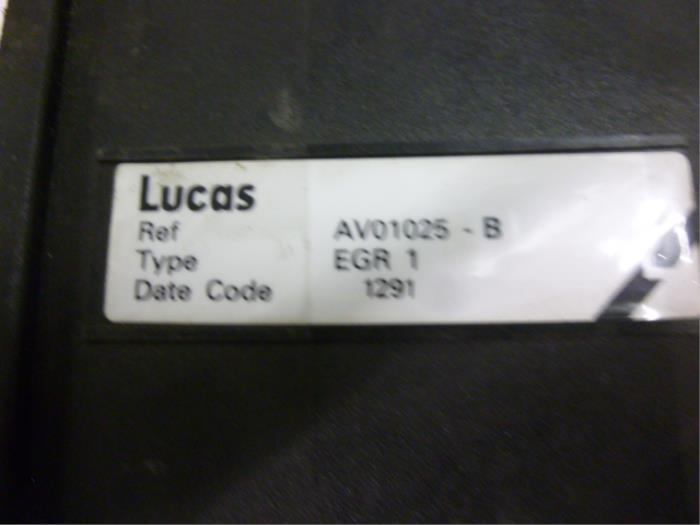 Lucas
Ref AV01025 - B
Type EGR 1
Date Code 1291